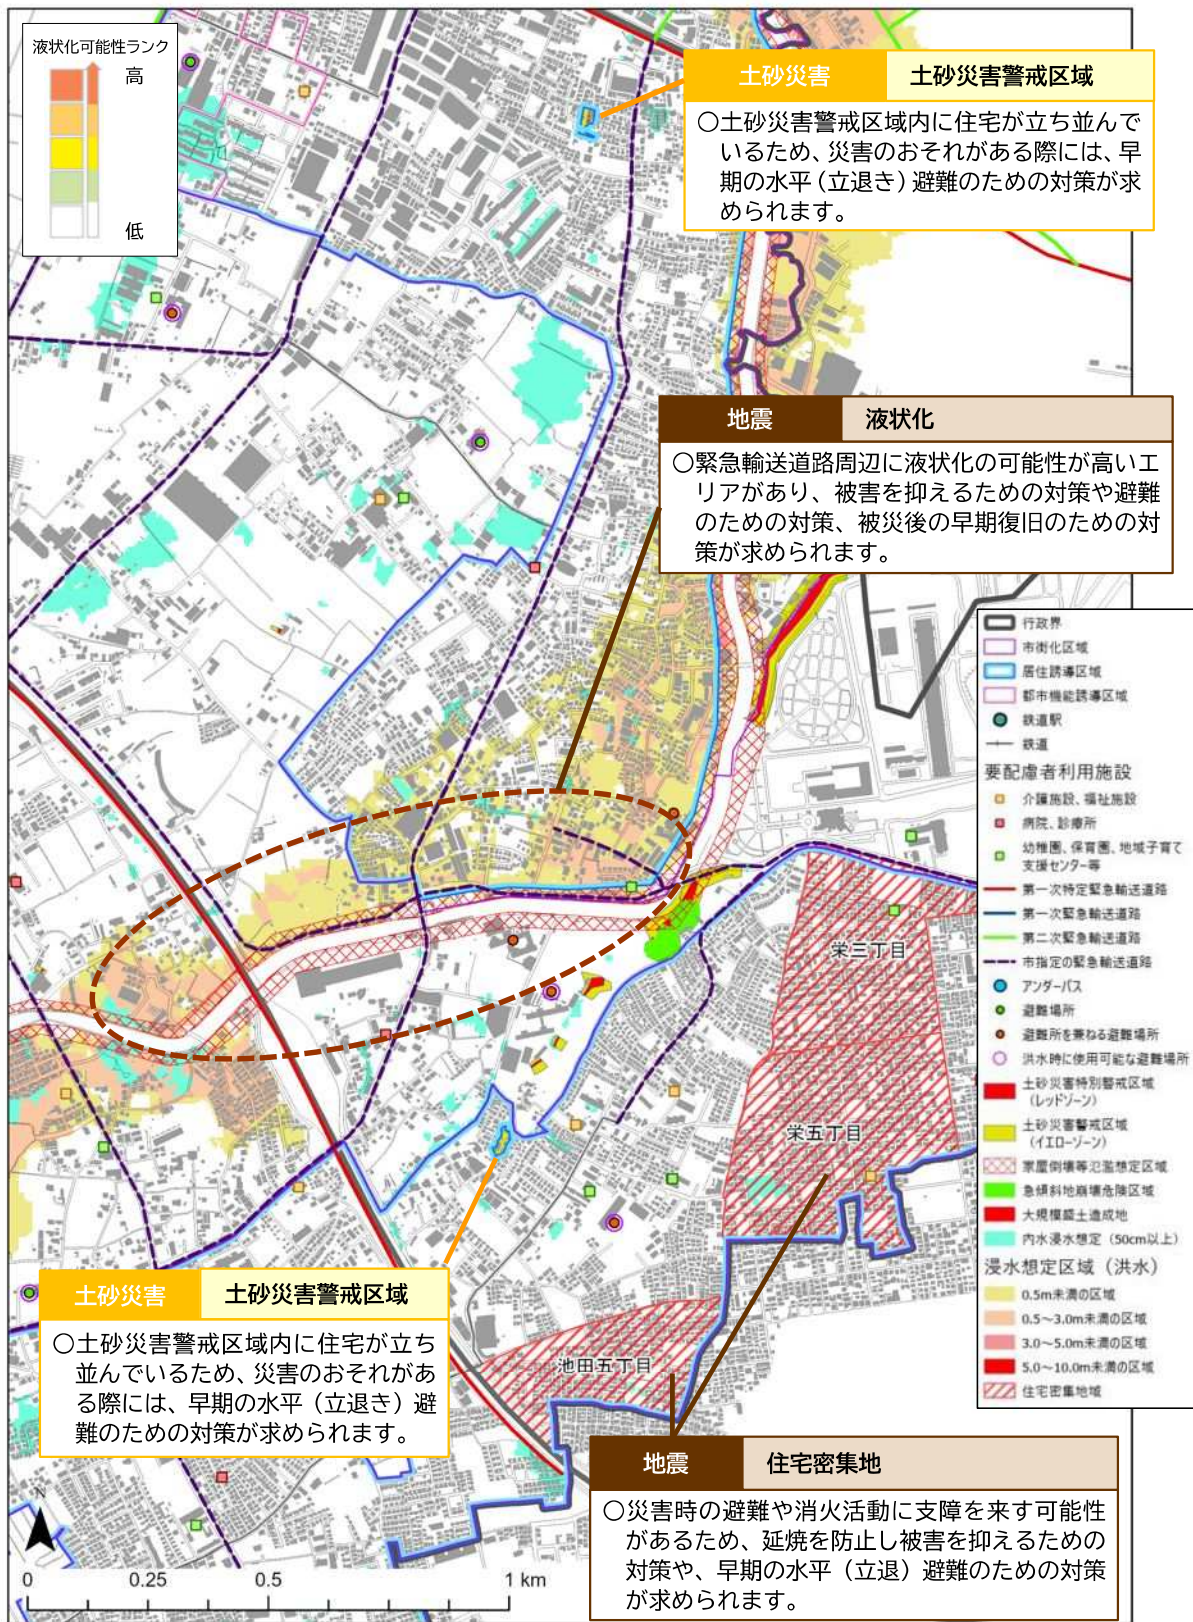 液状化可能性ランク
高
低
土砂災害
土砂災害警戒区域
○土砂災害警戒区域内に住宅が立ち並んで
いるため、災害のおそれがある際には、早
期の水平（立退き）避難のための対策が求
められます。
地震
液状化
○緊急輸送道路周辺に液状化の可能性が高いエ
リアがあり、被害を抑えるための対策や避難
のための対策、被災後の早期復旧のための対
策が求められます。
行政界
市街化区域
居住誘導区域
都市機能誘導区域
鉄道駅
鉄道
要配慮者利用施設
介護施設、福祉施設
病院、診療所
幼稚園、保育園、地域子育て
支援センター等
第一次特定緊急輸送道路
第一次緊急輸送道路
第二次緊急輸送道路
市指定の緊急輸送道路
アンダーパス
避難場所
避難所を兼ねる避難場所
洪水時に使用可能な避難場所
土砂災害特別警戒区域
（レッドゾーン）
土砂災害警戒区域
（イエローゾーン）
家屋倒壊等氾濫想定区域
急傾斜地崩壊危険区域
大規模盛土造成地
内水浸水想定（50cm以上）
浸水想定区域（洪水）
0.5m未満の区域
0.5～3.0m未満の区域
3.0～5.0m未満の区域
5.0～10.0m未満の区域
住宅密集地域
栄三丁目
栄五丁目
池田五丁目
土砂災害
土砂災害警戒区域
○土砂災害警戒区域内に住宅が立ち
並んでいるため、災害のおそれがあ
る際には、早期の水平（立退き）避
難のための対策が求められます。
地震
住宅密集地
○災害時の避難や消火活動に支障を来す可能性
があるため、延焼を防止し被害を抑えるための
対策や、早期の水平（立退）避難のための対策
が求められます。
N
0
0.25
0.5
1 km